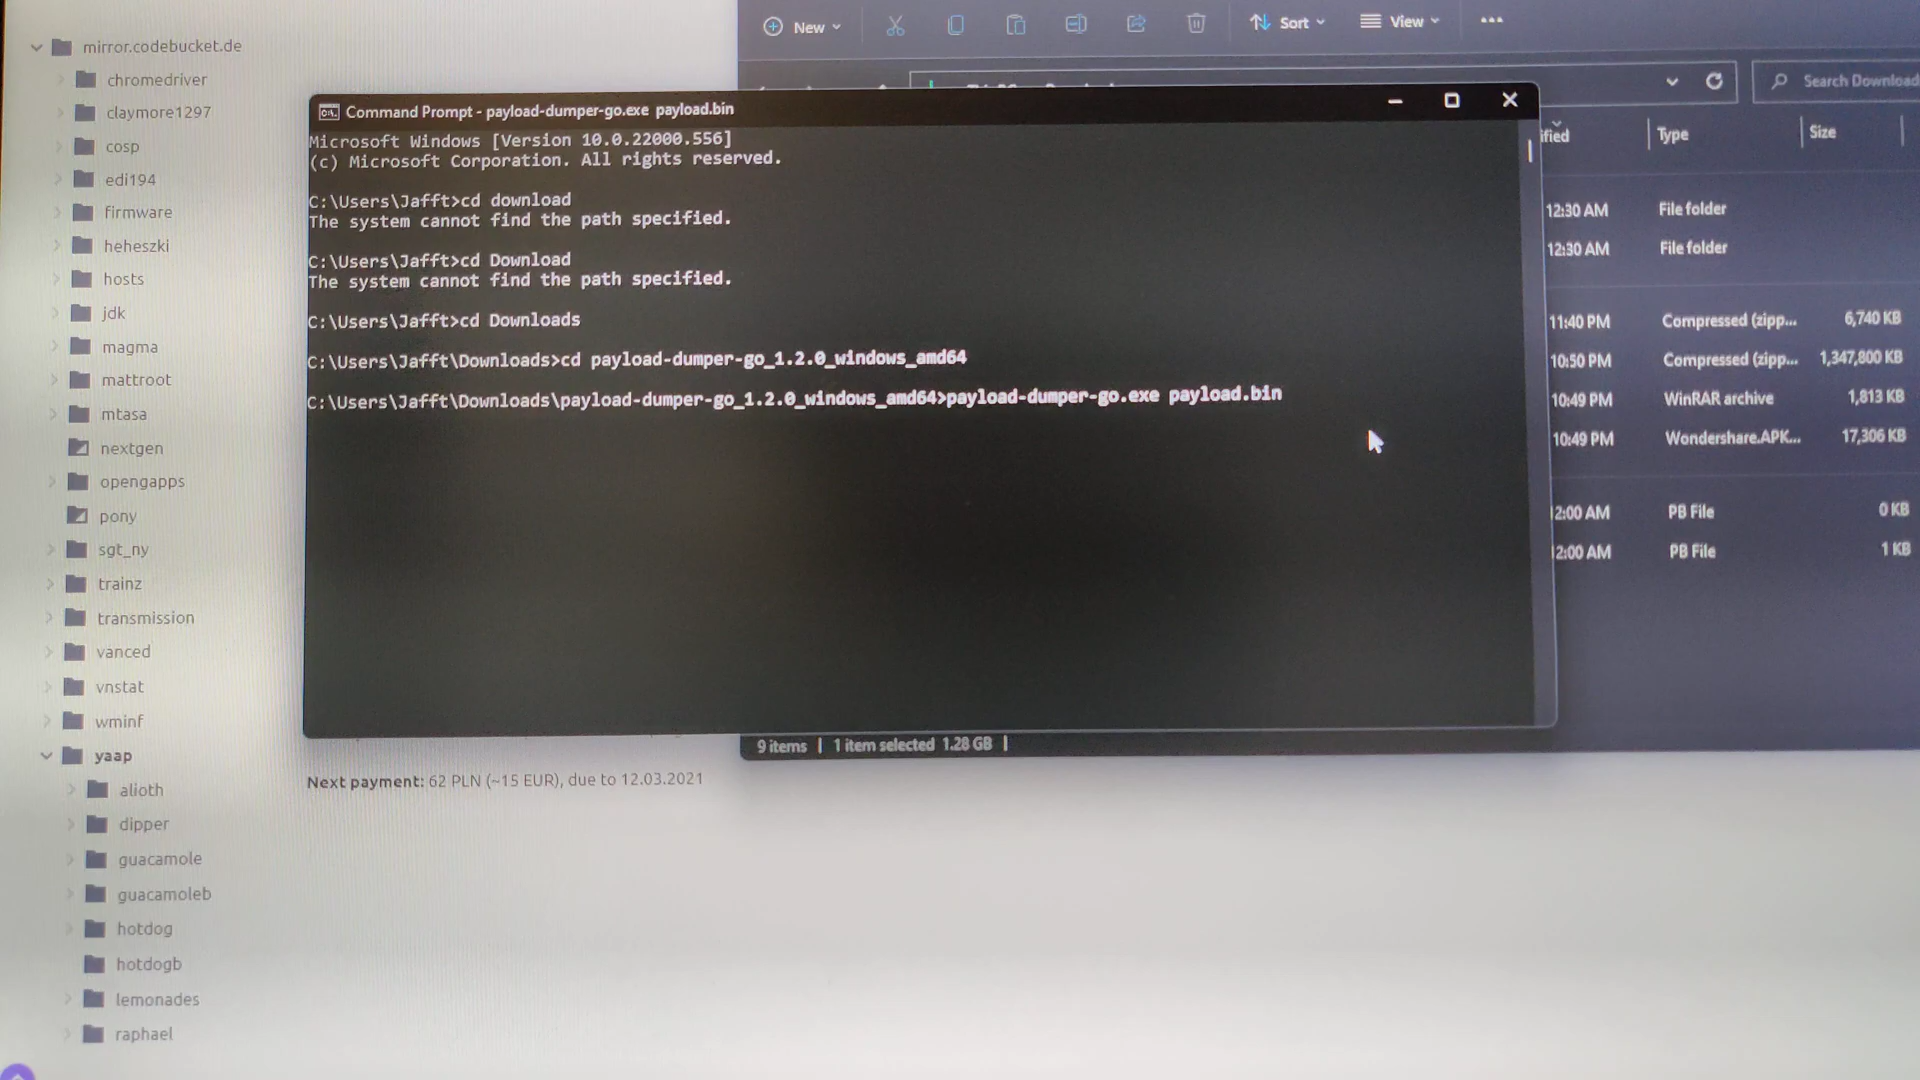 mirror.codebucket.de
chromedriver
claymore1297
cosp
edi194
firmware
heheszki
hosts
jdk
magma
mattroot
mtasa
nextgen
opengapps
pony
sgt_ny
trainz
transmission
vanced
vnstat
wminf
yaap
alioth
dipper
guacamole
guacamoleb
hotdog
hotdogb
lemonades
raphael
Command Prompt - payload-dumper-go.exe payload.bin
Microsoft Windows [Version 10.0.22000.556]
(c) Microsoft Corporation. All rights reserved.
C:\Users\Jafft>cd download
The system cannot find the path specified.
C:\Users\Jafft>cd Download
The system cannot find the path specified.
C:\Users\Jafft>cd Downloads
C:\Users\Jafft\Downloads>cd payload-dumper-go_1.2.0_windows_amd64
C:\Users\Jafft\Downloads\payload-dumper-go_1.2.0_windows_amd64>payload-dumper-go.exe payload.bin
Next payment: 62 PLN (~15 EUR), due to 12.03.2021
New Sort View
Search Download
Type Size
12:30 AM File folder
12:30 AM File folder
11:40 PM Compressed (zipp... 6,740 KB
10:50 PM Compressed (zipp... 1,347,800 KB
10:49 PM WinRAR archive 1,813 KB
10:49 PM Wondershare.APK... 17,306 KB
2:00 AM PB File 0 KB
2:00 AM PB File 1 KB
9 items 1 item selected 1.28 GB